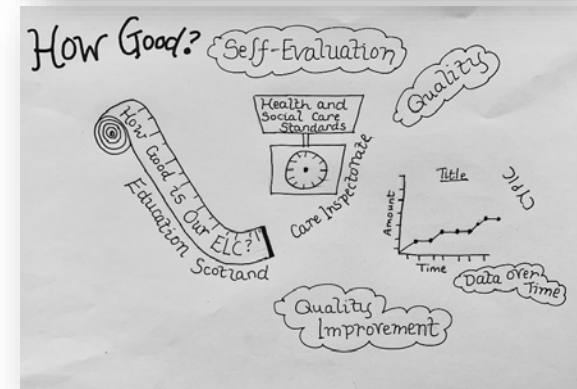 How Good?
Self-Evaluation
Quality
Health and
Social Care
Standards
How Good is Our ELC?
Education Scotland
Care Inspectorate
Title
CYPIC
Amount
Time
Data over
Time
Quality
Improvement